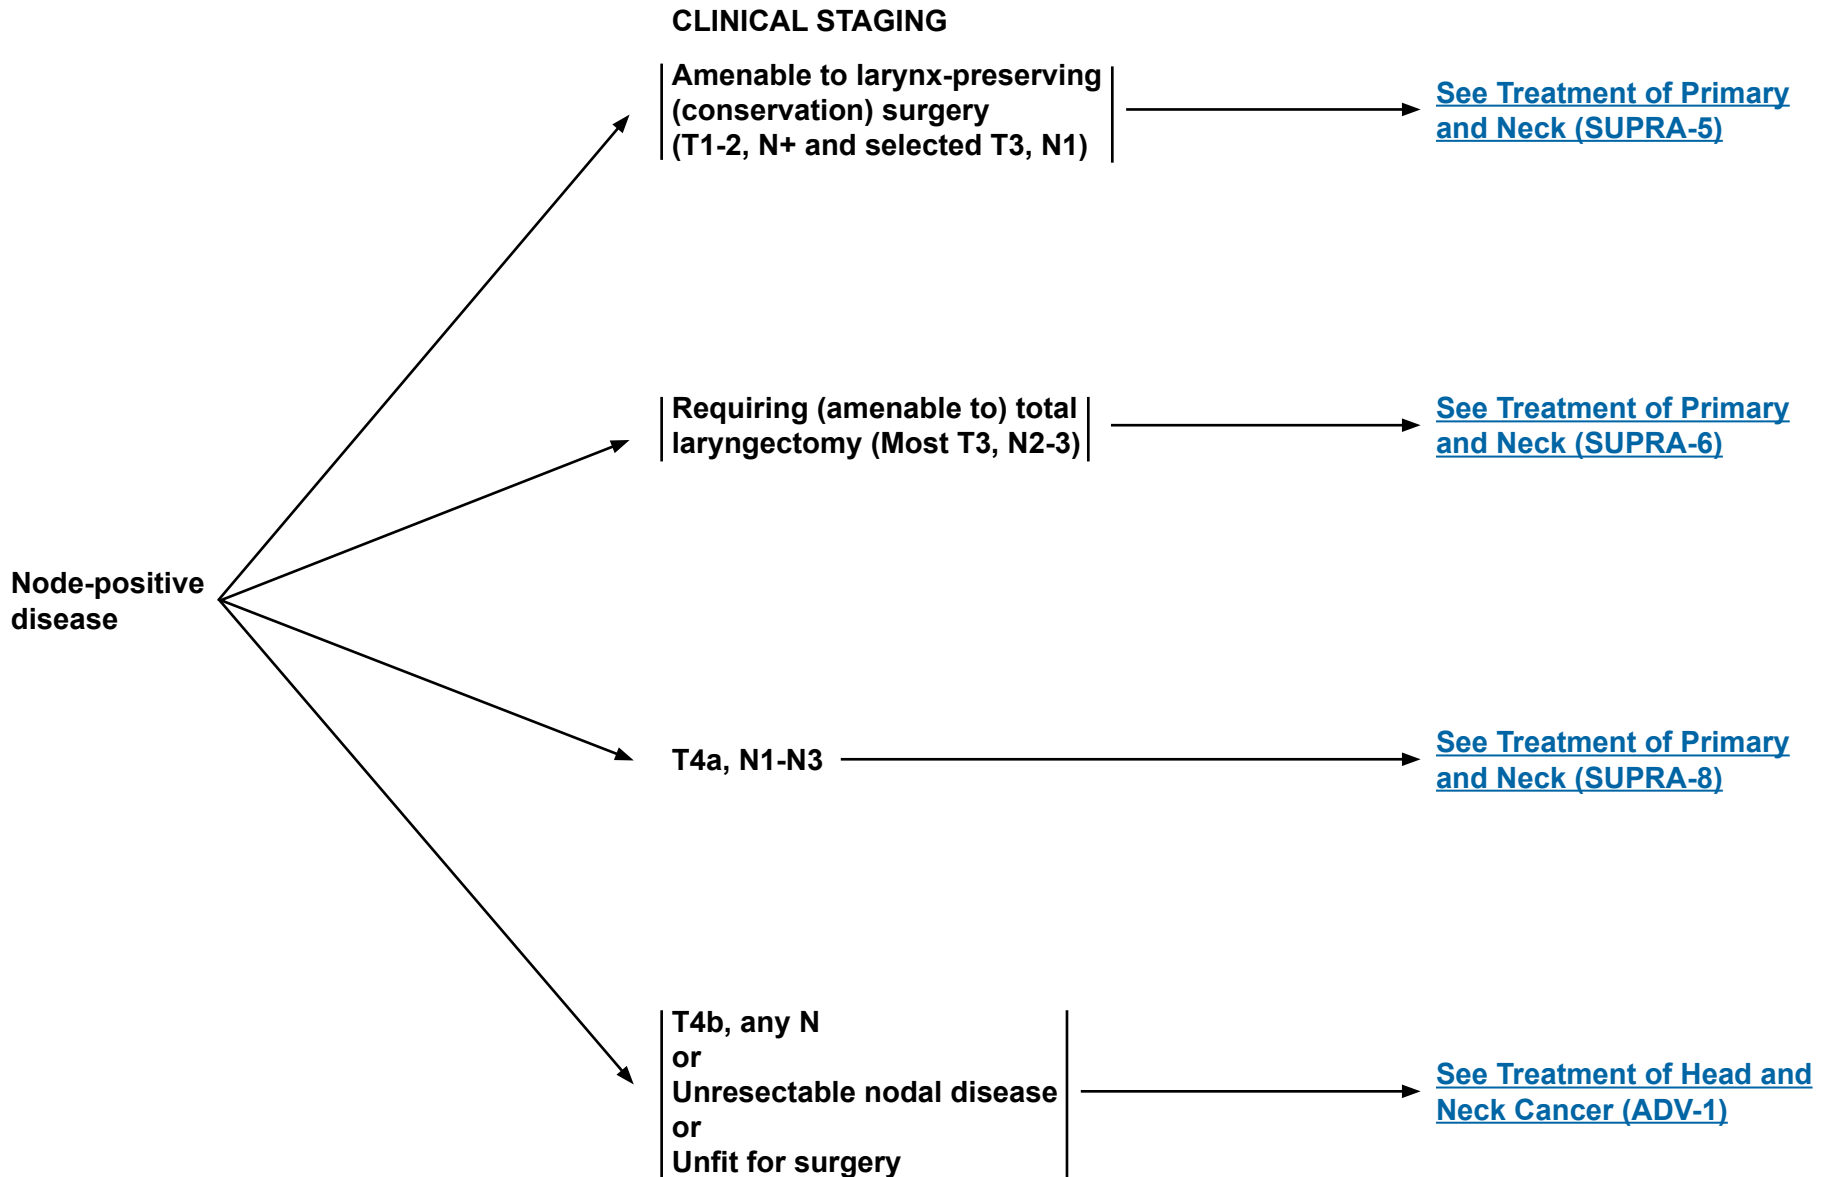 CLINICAL STAGING
Amenable to larynx-preserving
(conservation) surgery
(T1-2, N+ and selected T3, N1)
See Treatment of Primary
and Neck (SUPRA-5)
Requiring (amenable to) total
laryngectomy (Most T3, N2-3)
See Treatment of Primary
and Neck (SUPRA-6)
Node-positive
disease
T4a, N1-N3
See Treatment of Primary
and Neck (SUPRA-8)
T4b, any N
or
Unresectable nodal disease
or
Unfit for surgery
See Treatment of Head and
Neck Cancer (ADV-1)